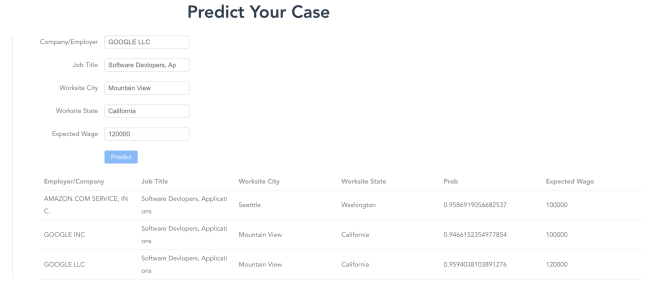 Predict Your Case
Company/Employer GOOGLE LLC
Job Title Software Devlopers, Ap
Worksite City Mountain View
Worksite State California
Expected Wage 120000
Predict
Employer/Company Job Title Worksite City Worksite State Prob Expected Wage
AMAZON.COM SERVICE, IN Software Devlopers, Applicati
C. ons Seatttle Washington 0.9586919056682537 100000
GOOGLE INC Software Devlopers, Applicati
ons Mountain View California 0.9466152354977854 100000
GOOGLE LLC Software Devlopers, Applicati
ons Mountain View California 0.9594038103891276 120000